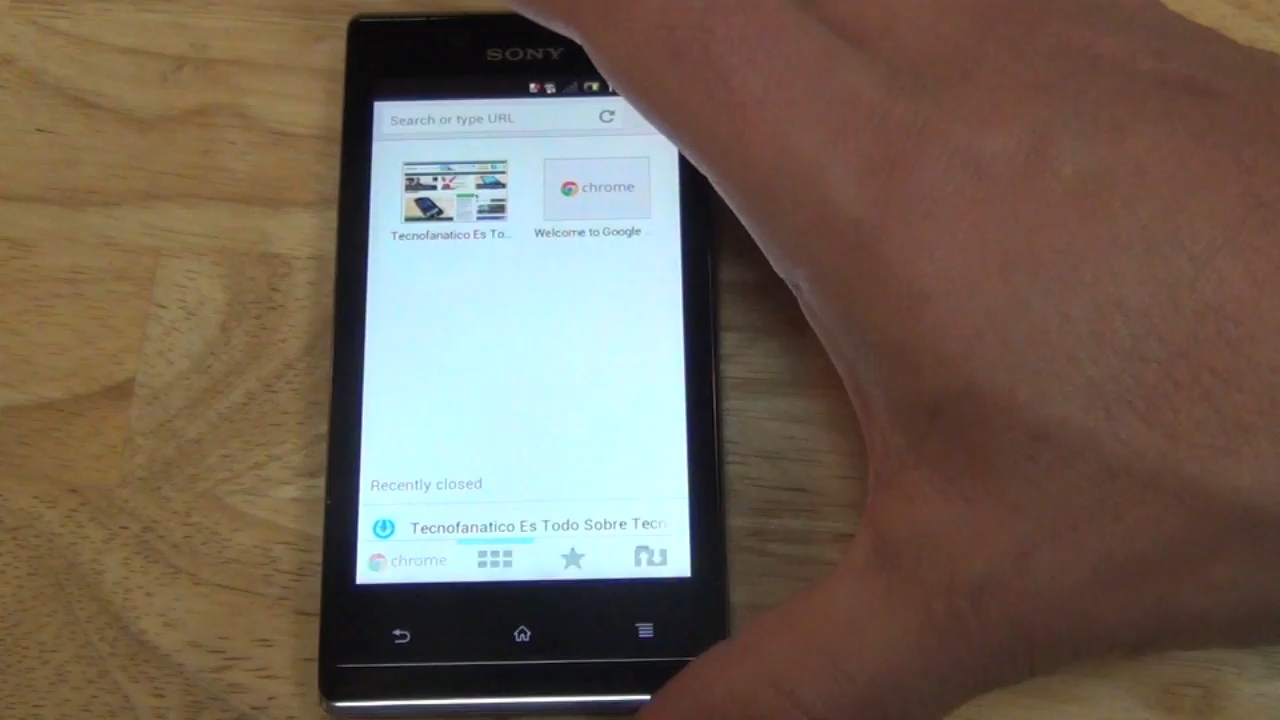 SONY
Search or type URL
chrome
Tecnofanatico Es To...
Welcome to Google ...
Recently closed
Tecnofanatico Es Todo Sobre Tecn
chrome